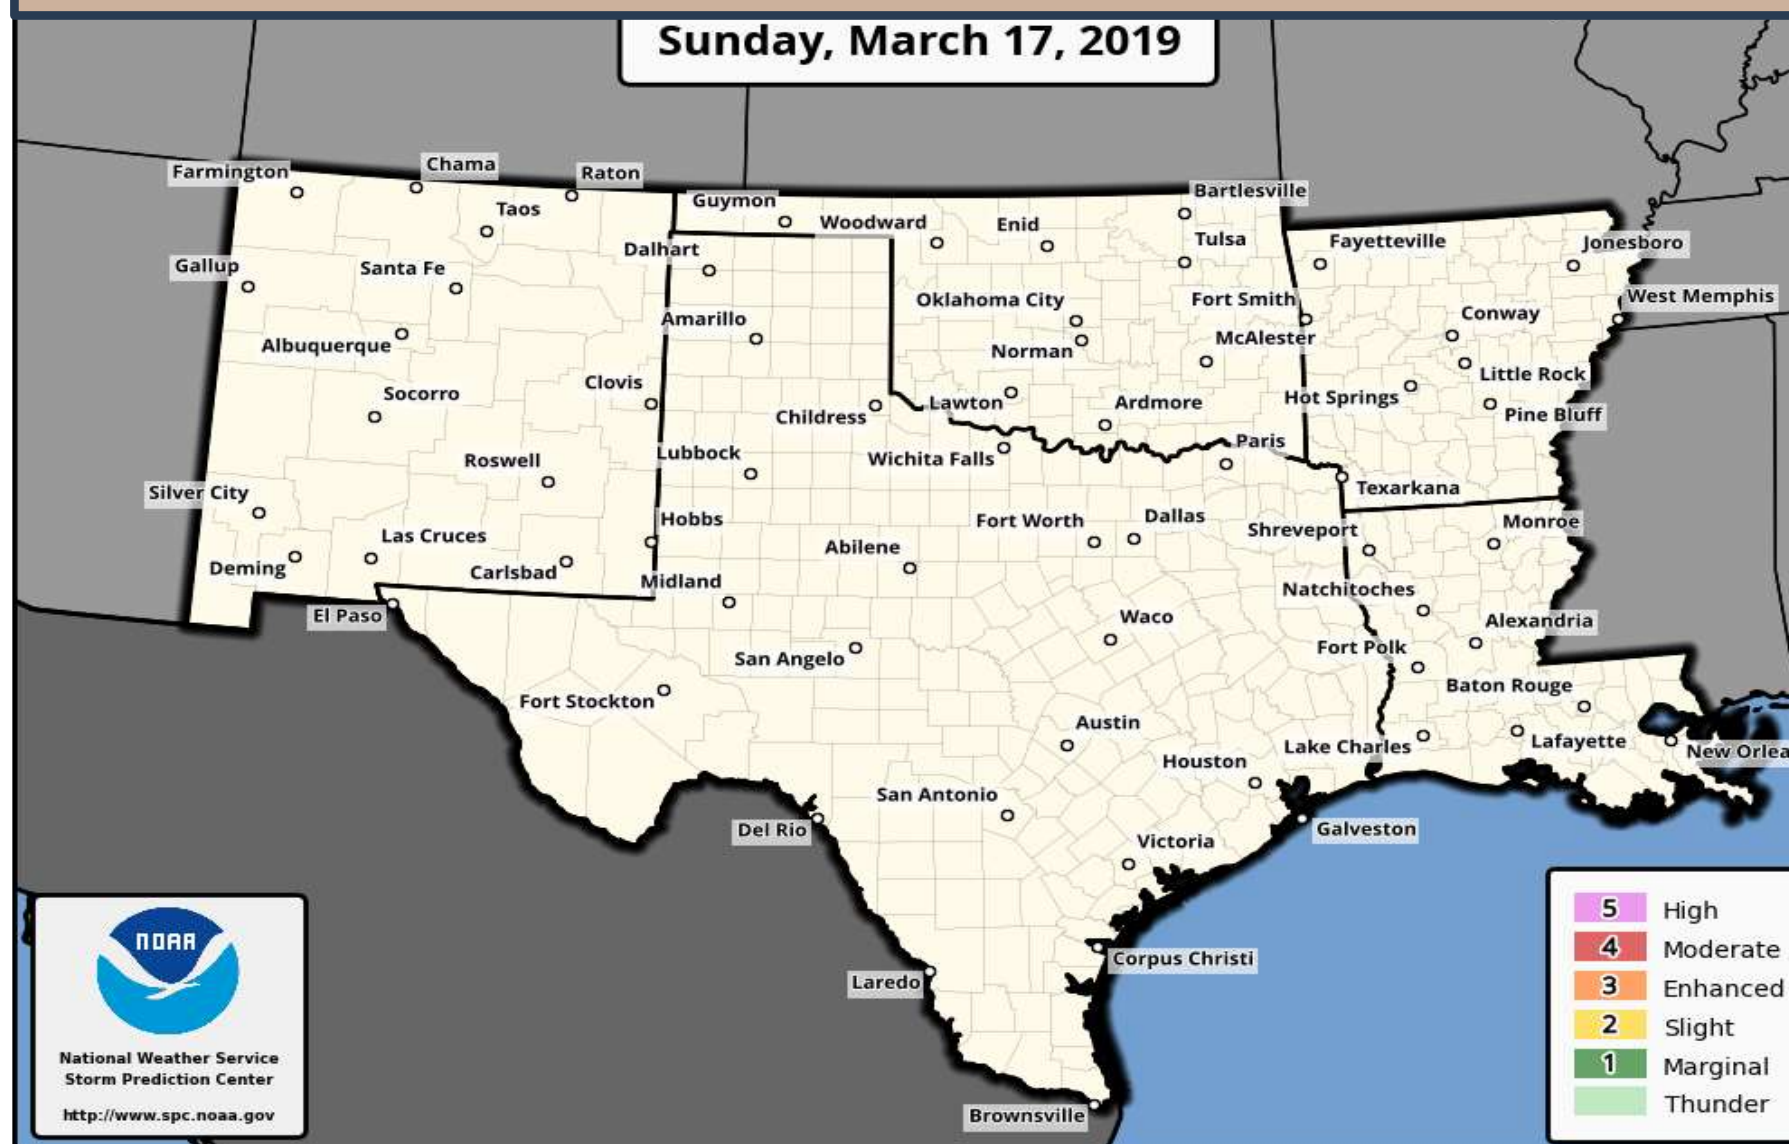 Sunday, March 17, 2019
Farmington
Chama
Raton
Taos
Guymon
Woodward
Enid
Bartlesville
Tulsa
Fayetteville
Jonesboro
Gallup
Santa Fe
Dalhart
Oklahoma City
Fort Smith
West Memphis
Albuquerque
Amarillo
Norman
McAlester
Conway
Little Rock
Socorro
Clovis
Childress
Lawton
Ardmore
Hot Springs
Pine Bluff
Roswell
Lubbock
Wichita Falls
Paris
Texarkana
Silver City
Hobbs
Fort Worth
Dallas
Shreveport
Monroe
Deming
Las Cruces
Carlsbad
Midland
Abilene
Natchitoches
El Paso
San Angelo
Waco
Fort Polk
Alexandria
Fort Stockton
Austin
Baton Rouge
Houston
Lake Charles
Lafayette
New Orlea
Del Rio
San Antonio
Galveston
Victoria
Laredo
Corpus Christi
Brownsville
NOAA
National Weather Service
Storm Prediction Center
http://www.spc.noaa.gov
5 High
4 Moderate
3 Enhanced
2 Slight
1 Marginal
Thunder